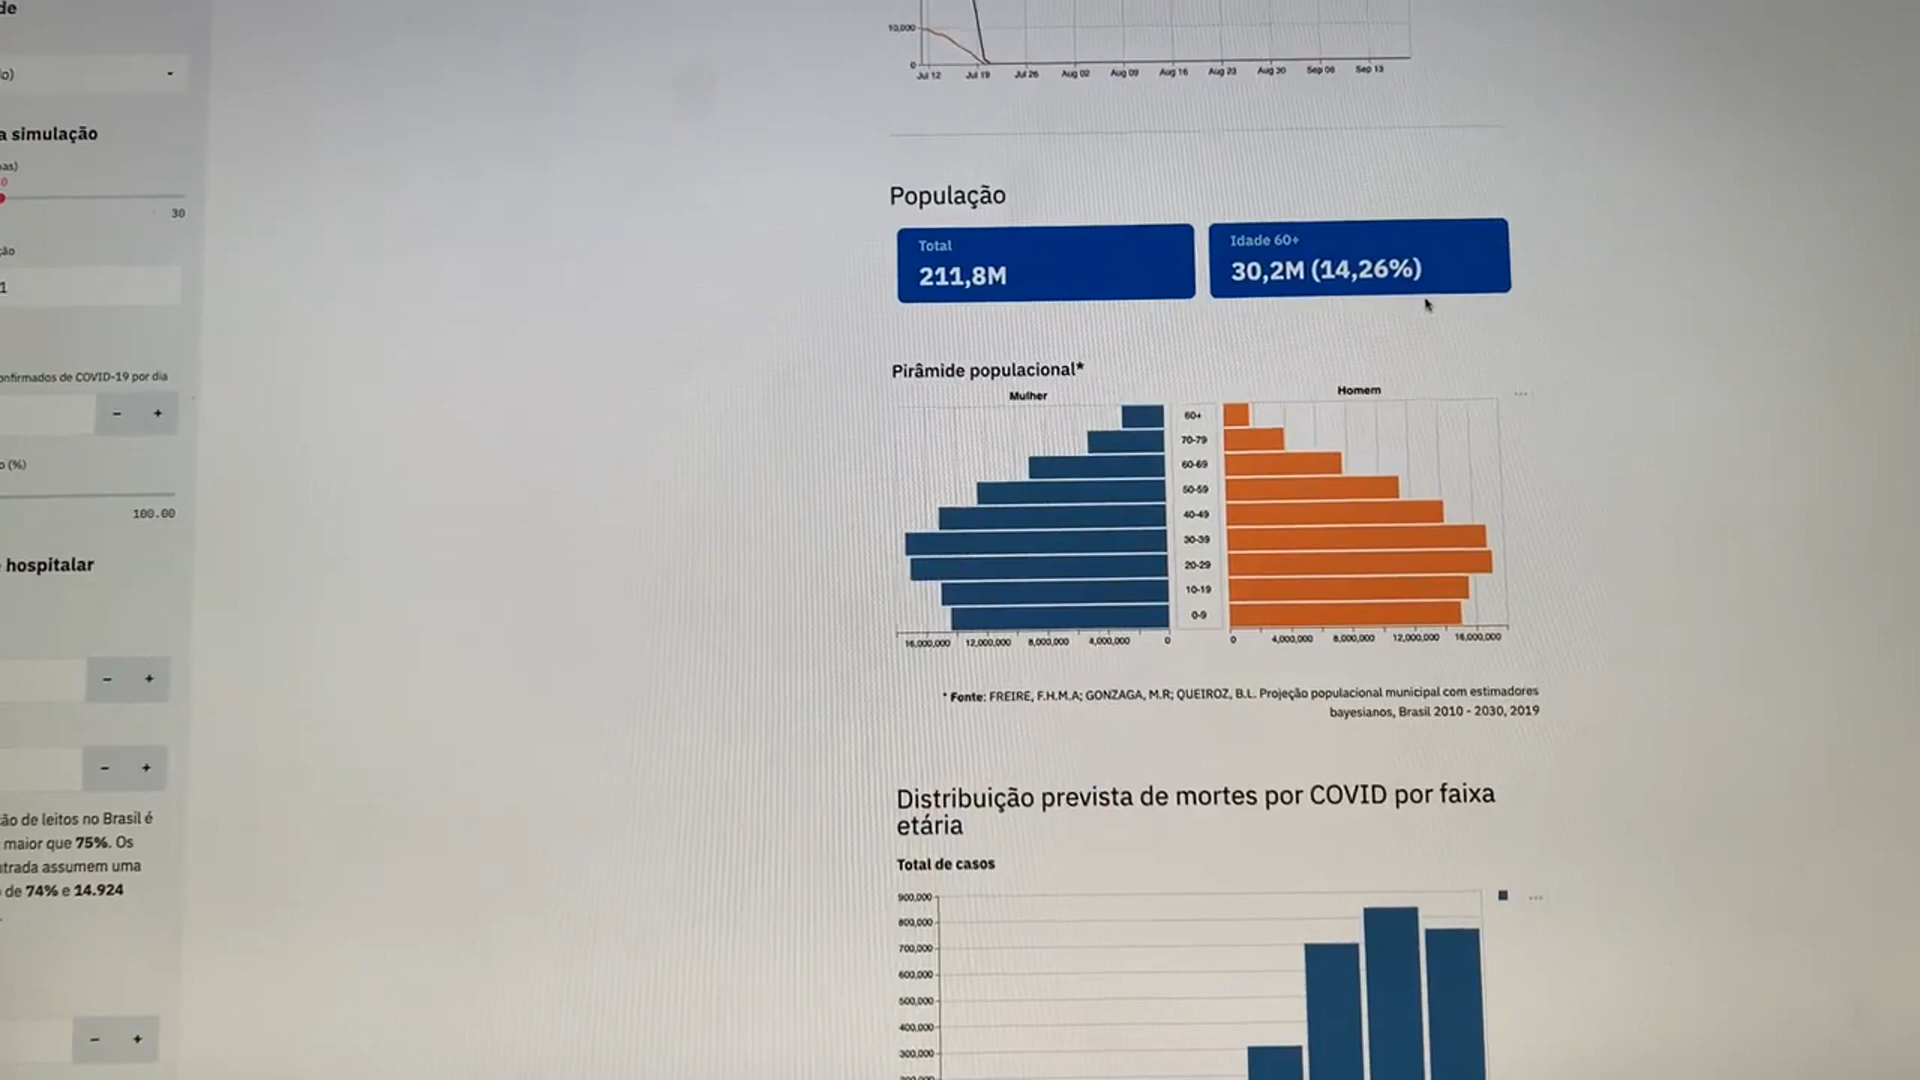 de
o)
a simulação
as)
0
30
ção
1
onfirmados de COVID-19 por dia
- +
o (%)
100.00
hospitalar
- +
- +
ão de leitos no Brasil é
maior que 75%. Os
ntrada assumem uma
de 74% e 14.924
- +
10,000
0
Jul 12 Jul 19 Jul 26 Aug 02 Aug 09 Aug 16 Aug 23 Aug 30 Sep 06 Sep 13
População
Total
211,8M
Idade 60+
30,2M (14,26%)
Pirâmide populacional*
Mulher
Homem
...
60+
70-79
60-69
50-59
40-49
30-39
20-29
10-19
0-9
16,000,000 12,000,000 8,000,000 4,000,000 0
0 4,000,000 8,000,000 12,000,000 16,000,000
* Fonte: FREIRE, F.H.M.A; GONZAGA, M.R; QUEIROZ, B.L. Projeção populacional municipal com estimadores
bayesianos, Brasil 2010 - 2030, 2019
Distribuição prevista de mortes por COVID por faixa
etária
Total de casos
...
900,000
800,000
700,000
600,000
500,000
400,000
300,000